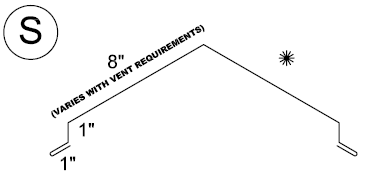 S
8"
(VARIES WITH VENT REQUIREMENTS)
1"
1"